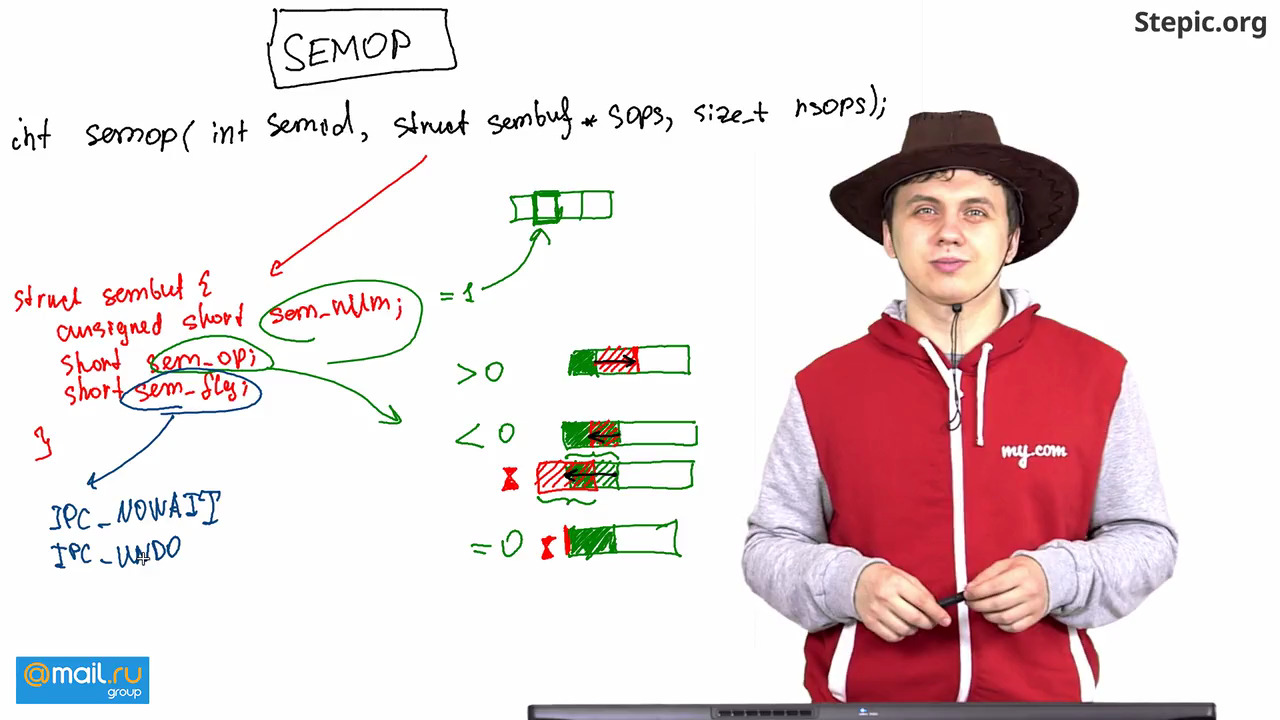 Stepic.org
SEMOP
int semop( int semid, struct sembuf * sops, size_t nsops);
struct sembuf {
unsigned short sem_num;
= 1
short sem_op;
> 0
short sem_flg;
< 0
}
IPC_NOWAIT
IPC_UNDO
= 0
my.com
@mail.ru
group